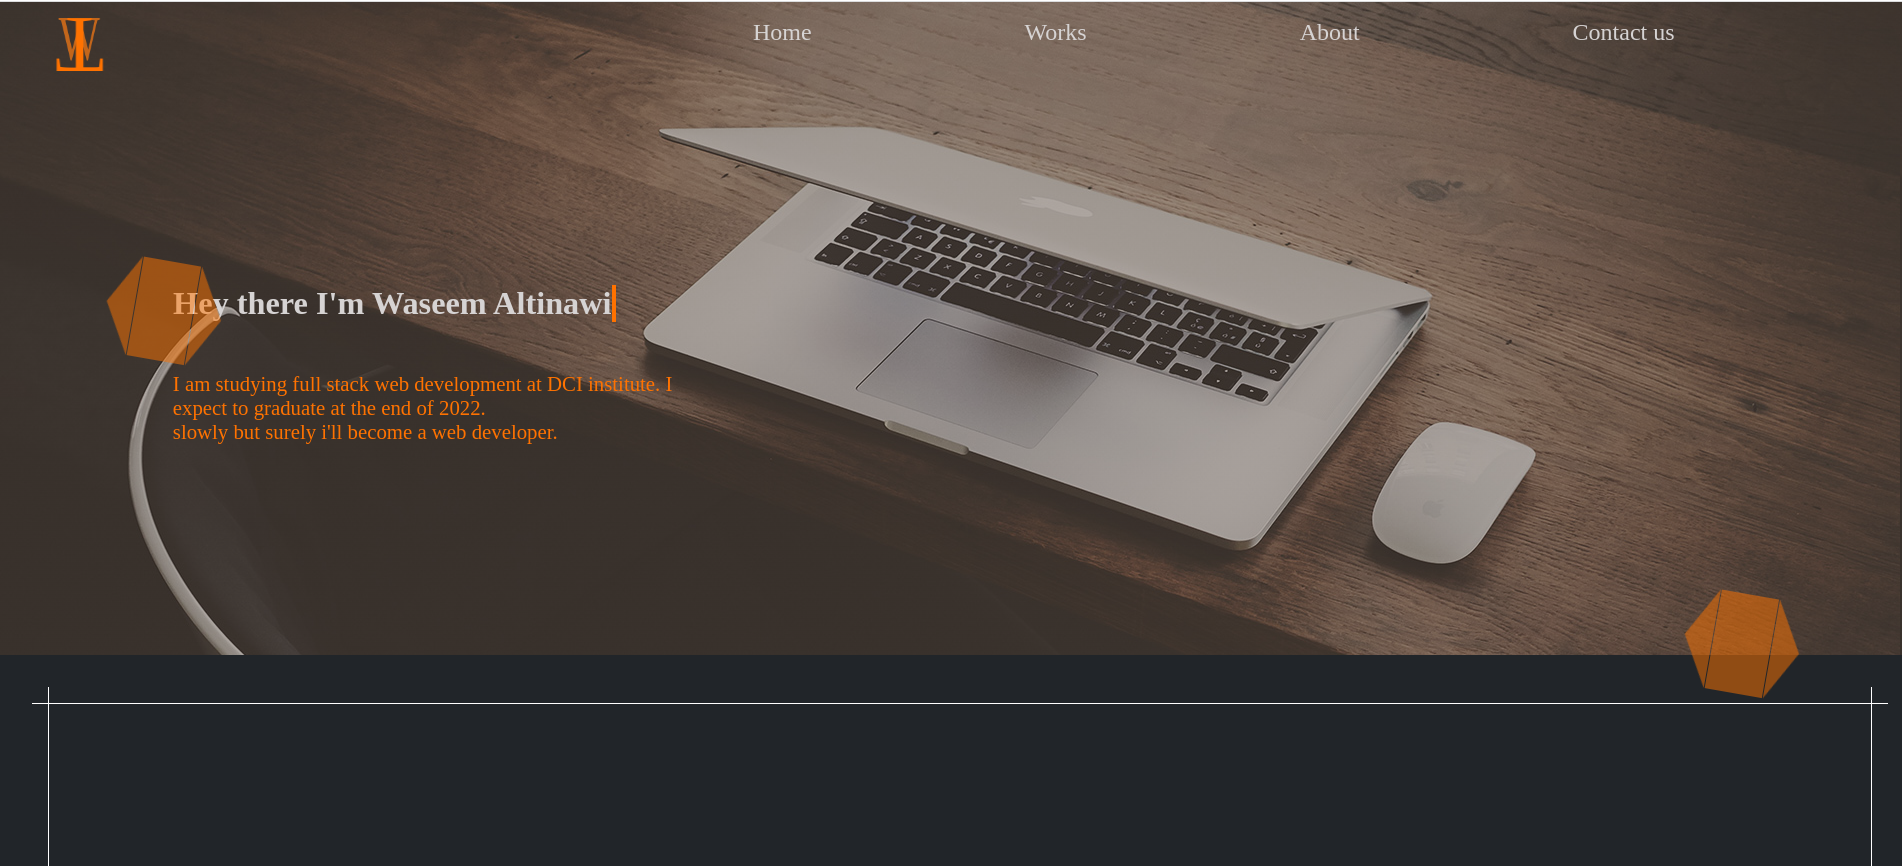 Home Works About Contact us
Hey there I'm Waseem Altinawi
I am studying full stack web development at DCI institute. I
expect to graduate at the end of 2022.
slowly but surely i'll become a web developer.